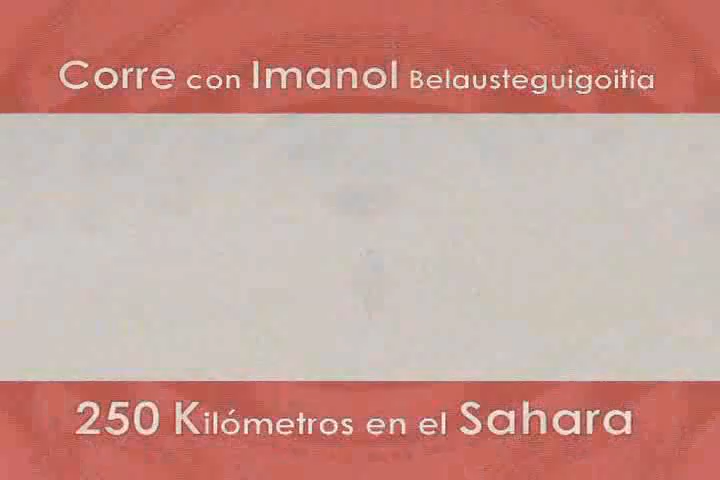 Corre con Imanol Belausteguigoitia
250 Kilómetros en el Sahara